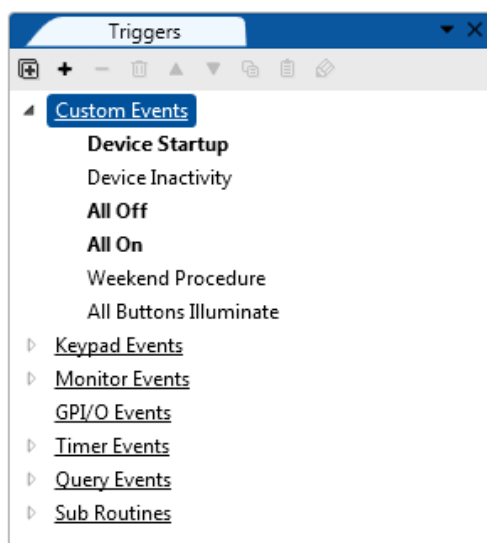 Triggers
Custom Events
Device Startup
Device Inactivity
All Off
All On
Weekend Procedure
All Buttons Illuminate
Keypad Events
Monitor Events
GPI/O Events
Timer Events
Query Events
Sub Routines